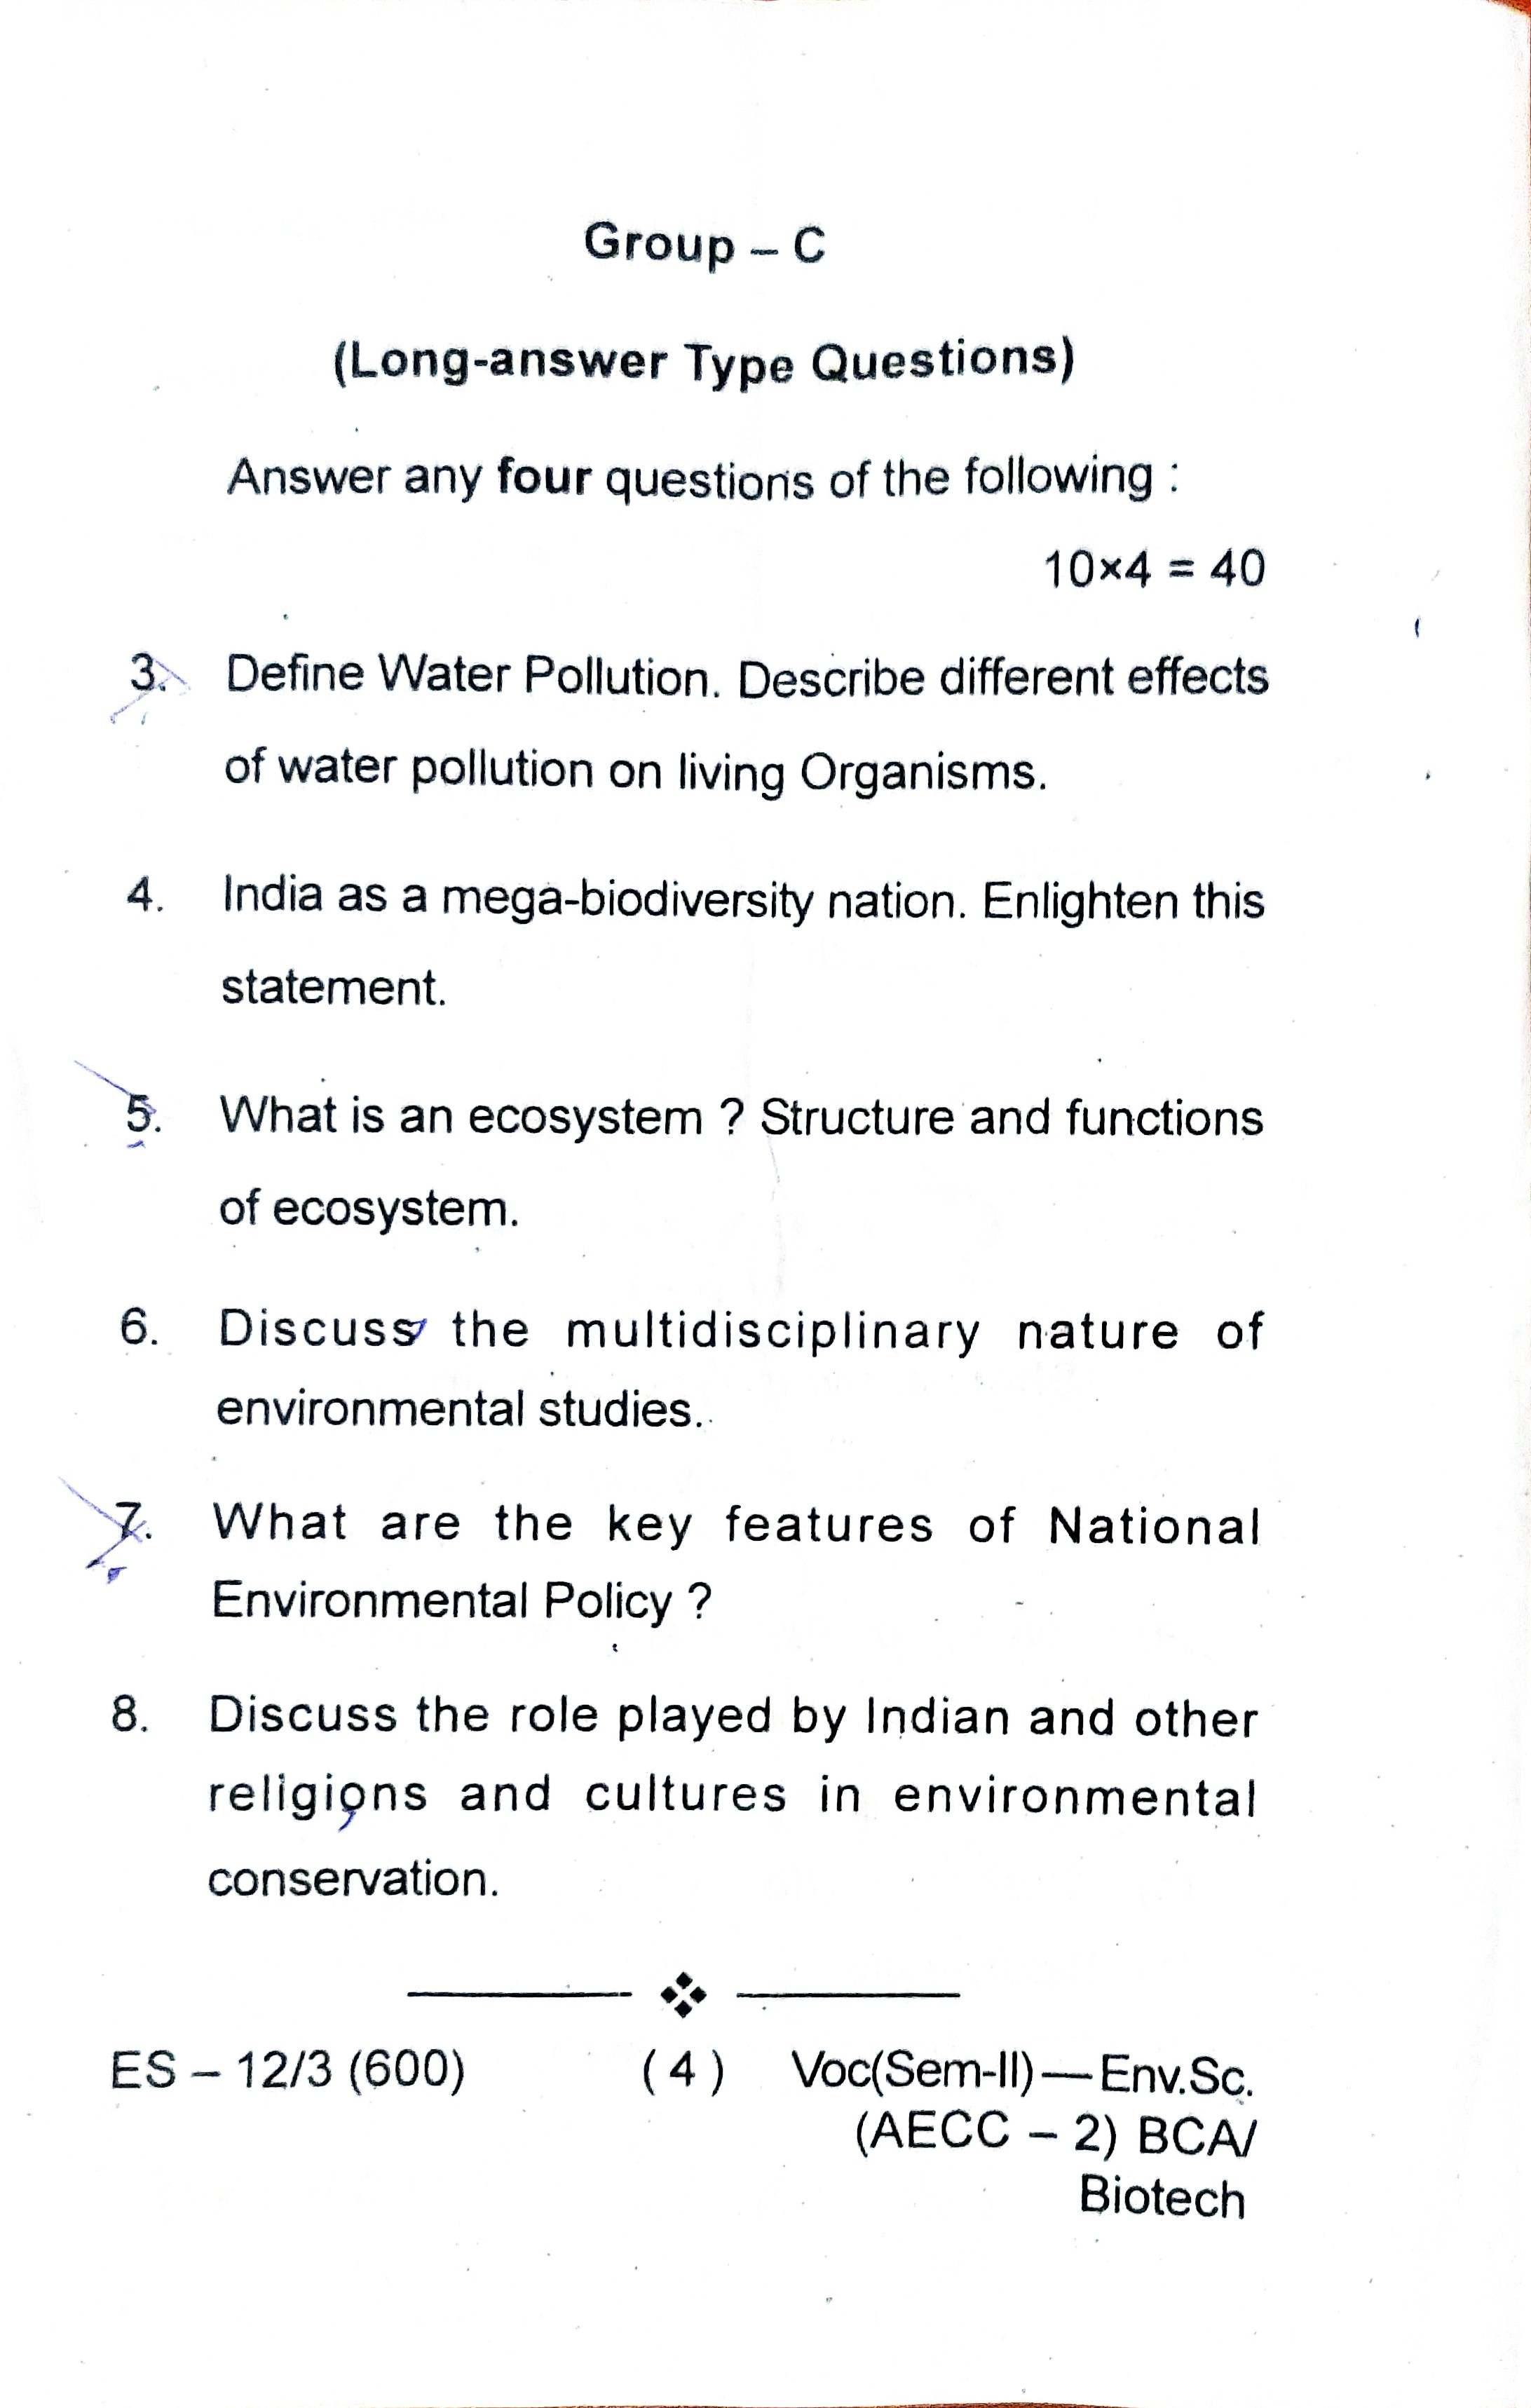 Group – C
(Long-answer Type Questions)
Answer any four questions of the following :
10×4 = 40
3. Define Water Pollution. Describe different effects
of water pollution on living Organisms.
4. India as a mega-biodiversity nation. Enlighten this
statement.
5. What is an ecosystem ? Structure and functions
of ecosystem.
6. Discuss the multidisciplinary nature of
environmental studies.
7. What are the key features of National
Environmental Policy ?
8. Discuss the role played by Indian and other
religions and cultures in environmental
conservation.
ES – 12/3 (600) ( 4 ) Voc(Sem-II)—Env.Sc.
(AECC – 2) BCA/
Biotech